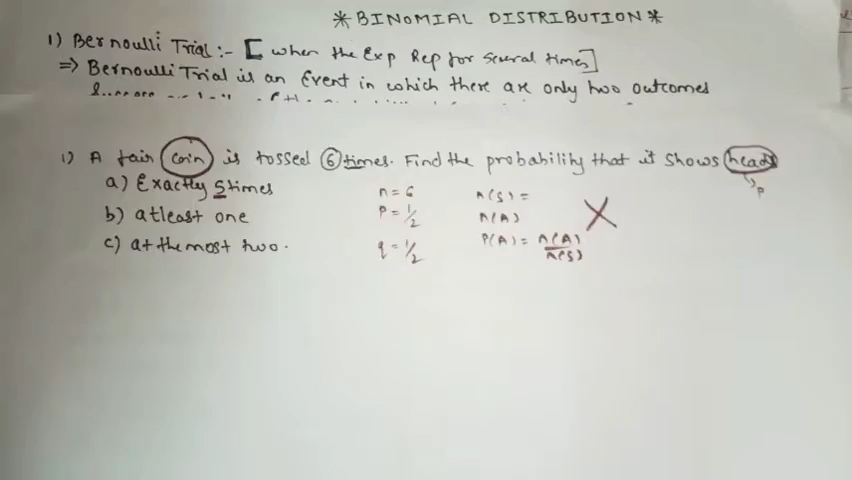 * BINOMIAL DISTRIBUTION *
1) Bernoulli Trial :- [ when the Exp Rep for several times]
⇒ Bernoulli Trial is an Event in which there are only two outcomes
1) A fair coin is tossed 6 times. Find the probability that it shows heads
p
a) Exactly 5 times
b) atleast one
c) at the most two.
n = 6
p = 1/2
q = 1/2
n(S) =
n(A)
P(A) = n(A)/n(S)
X